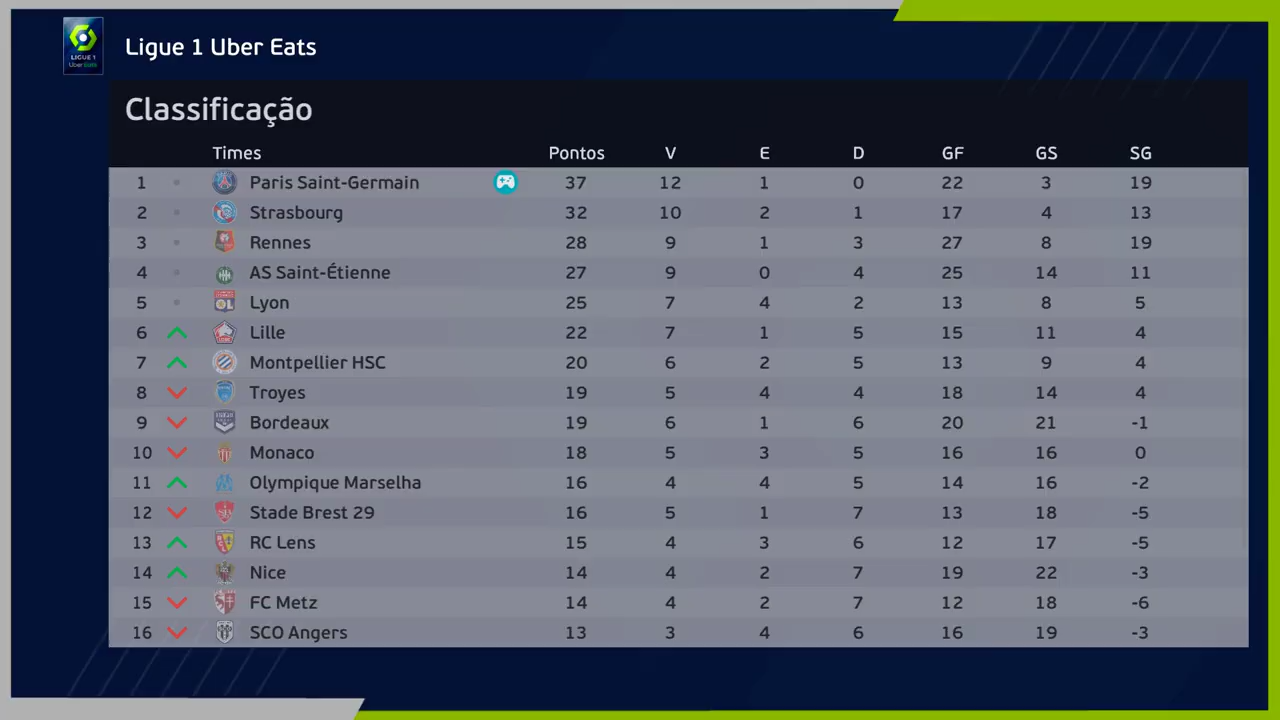 Ligue 1 Uber Eats
LIGUE 1
Uber Eats
Classificação
Times Pontos V E D GF GS SG
1 Paris Saint-Germain 37 12 1 0 22 3 19
2 Strasbourg 32 10 2 1 17 4 13
3 Rennes 28 9 1 3 27 8 19
4 AS Saint-Étienne 27 9 0 4 25 14 11
5 Lyon 25 7 4 2 13 8 5
6 Lille 22 7 1 5 15 11 4
7 Montpellier HSC 20 6 2 5 13 9 4
8 Troyes 19 5 4 4 18 14 4
9 Bordeaux 19 6 1 6 20 21 -1
10 Monaco 18 5 3 5 16 16 0
11 Olympique Marselha 16 4 4 5 14 16 -2
12 Stade Brest 29 16 5 1 7 13 18 -5
13 RC Lens 15 4 3 6 12 17 -5
14 Nice 14 4 2 7 19 22 -3
15 FC Metz 14 4 2 7 12 18 -6
16 SCO Angers 13 3 4 6 16 19 -3